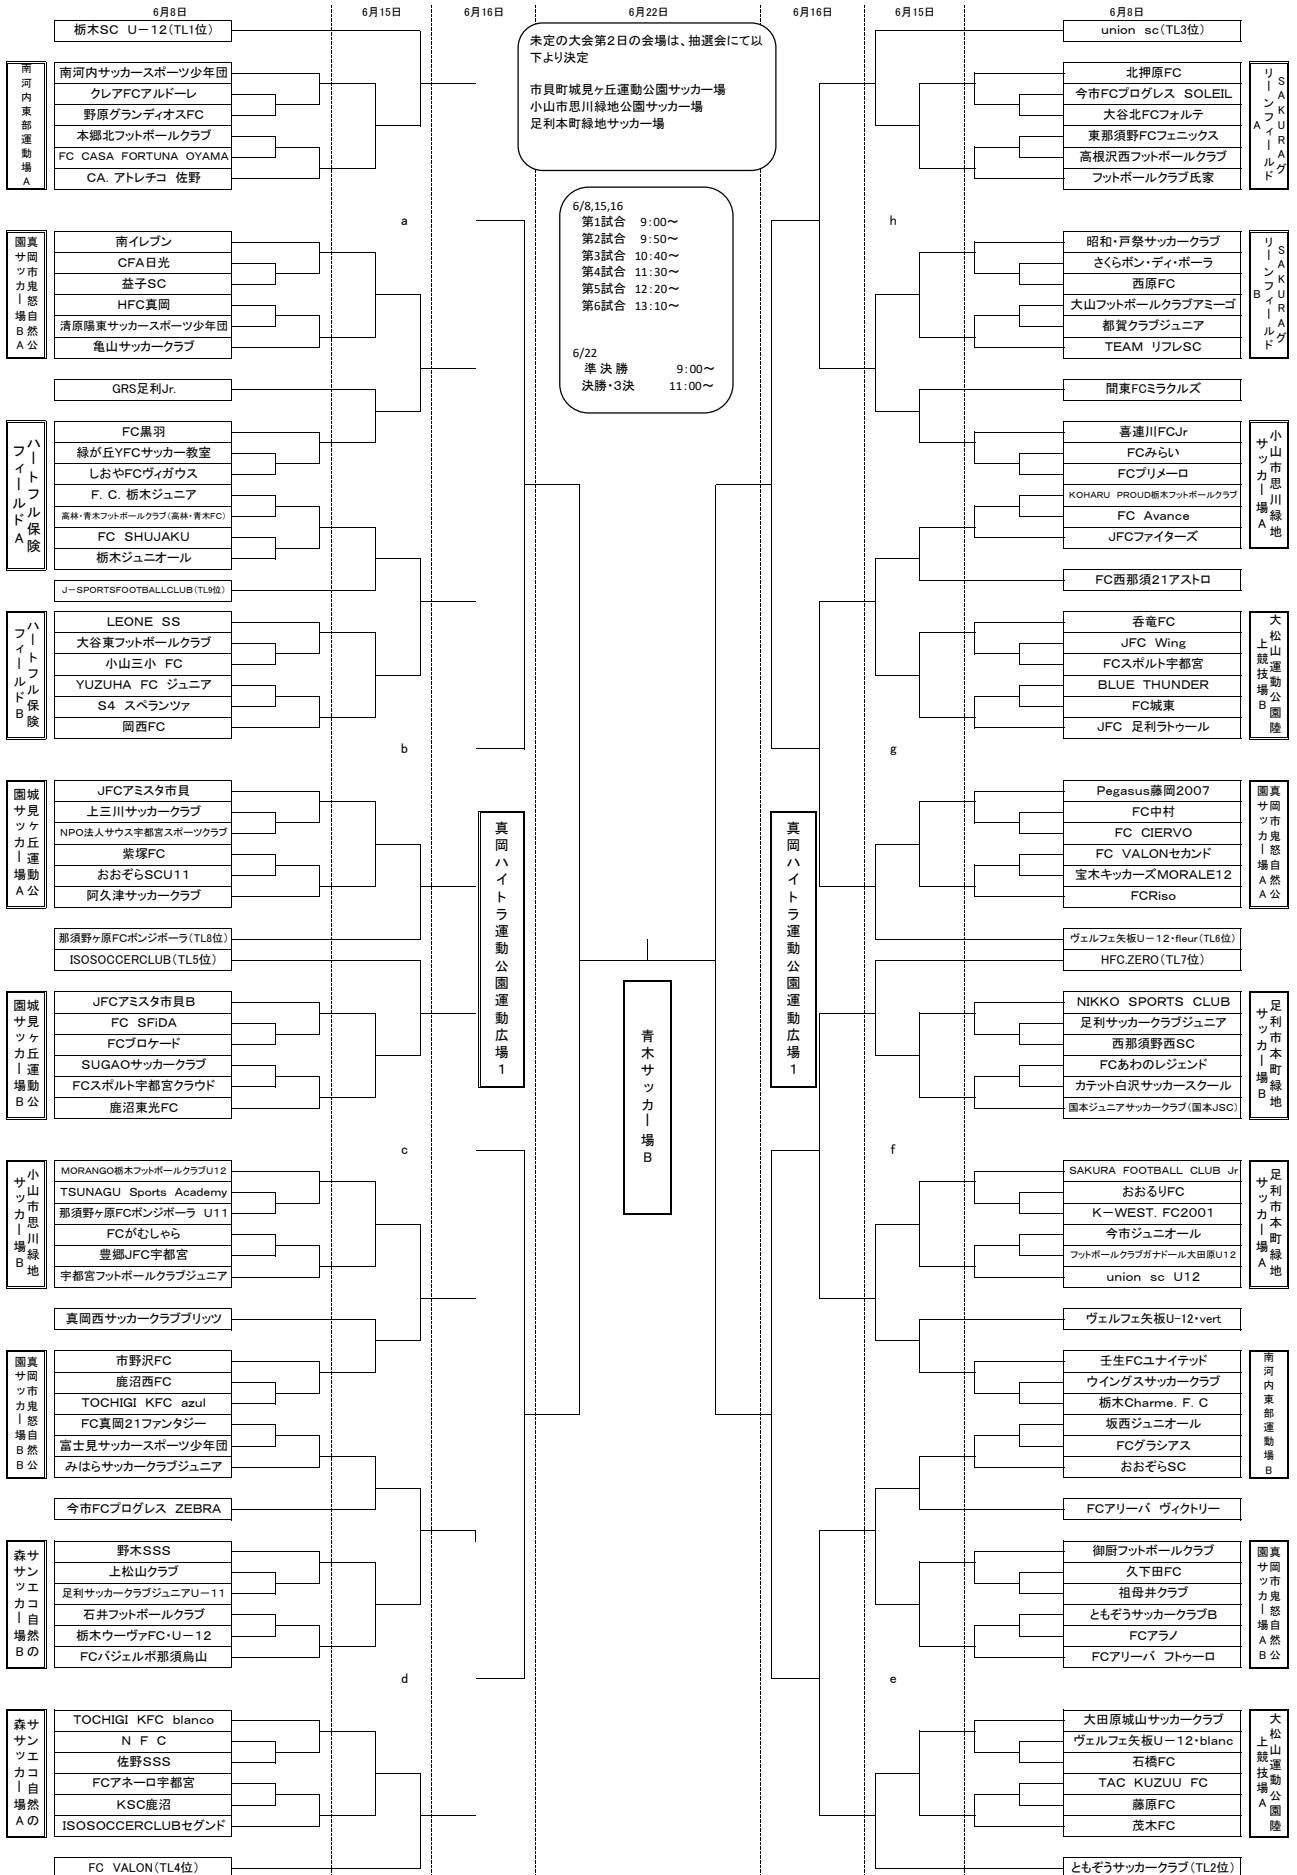 6月8日 6月15日 6月16日 6月22日 6月16日 6月15日 6月8日
栃木SC U-12(TL1位)
南河内東部運動場A
南河内サッカースポーツ少年団
クレアFCアルドーレ
野原グランディオスFC
本郷北フットボールクラブ
FC CASA FORTUNA OYAMA
CA. アトレチコ 佐野
a
真岡市鬼怒自然公園サッカー場BA
南イレブン
CFA日光
益子SC
HFC真岡
清原陽東サッカースポーツ少年団
亀山サッカークラブ
GRS足利Jr.
ハートフル保険フィールドA
FC黒羽
緑が丘YFCサッカー教室
しおやFCヴィガウス
F. C. 栃木ジュニア
高林・青木フットボールクラブ(高林・青木FC)
FC SHUJAKU
栃木ジュニオール
J-SPORTSFOOTBALLCLUB(TL9位)
ハートフル保険フィールドB
LEONE SS
大谷東フットボールクラブ
小山三小 FC
YUZUHA FC ジュニア
S4 スペランツァ
岡西FC
b
城見ヶ丘運動公園サッカー場A
JFCアミスタ市貝
上三川サッカークラブ
NPO法人サウス宇都宮スポーツクラブ
紫塚FC
おおぞらSCU11
阿久津サッカークラブ
那須野ヶ原FCボンジボーラ(TL8位)
ISOSOCCERCLUB(TL5位)
城見ヶ丘運動公園サッカー場B
JFCアミスタ市貝B
FC SFiDA
FCブロケード
SUGAOサッカークラブ
FCスポルト宇都宮クラウド
鹿沼東光FC
c
小山市思川緑地サッカー場B
MORANGO栃木フットボールクラブU12
TSUNAGU Sports Academy
那須野ヶ原FCボンジボーラ U11
FCがむしゃら
豊郷JFC宇都宮
宇都宮フットボールクラブジュニア
真岡西サッカークラブブリッツ
真岡市鬼怒自然公園サッカー場BB
市野沢FC
鹿沼西FC
TOCHIGI KFC azul
FC真岡21ファンタジー
富士見サッカースポーツ少年団
みはらサッカークラブジュニア
今市FCプログレス ZEBRA
サンエコ自然の森サッカー場B
野木SSS
上松山クラブ
足利サッカークラブジュニアU-11
石井フットボールクラブ
栃木ウーヴァFC・U-12
FCバジェルボ那須烏山
d
サンエコ自然の森サッカー場A
TOCHIGI KFC blanco
N F C
佐野SSS
FCアネーロ宇都宮
KSC鹿沼
ISOSOCCERCLUBセグンド
FC VALON(TL4位)
未定の大会第2日の会場は、抽選会にて以
下より決定
市貝町城見ヶ丘運動公園サッカー場
小山市思川緑地公園サッカー場
足利本町緑地サッカー場
6/8,15,16
第1試合 9:00~
第2試合 9:50~
第3試合 10:40~
第4試合 11:30~
第5試合 12:20~
第6試合 13:10~
6/22
準決勝 9:00~
決勝・3決 11:00~
真岡ハイトラ運動公園運動広場1
青木サッカー場B
真岡ハイトラ運動公園運動広場1
union sc(TL3位)
SAKURAグリーンフィールドA
北押原FC
今市FCプログレス SOLEIL
大谷北FCフォルテ
東那須野FCフェニックス
高根沢西フットボールクラブ
フットボールクラブ氏家
h
SAKURAグリーンフィールドB
昭和・戸祭サッカークラブ
さくらボン・ディ・ボーラ
西原FC
大山フットボールクラブアミーゴ
都賀クラブジュニア
TEAM リフレSC
間東FCミラクルズ
小山市思川緑地サッカー場A
喜連川FCJr
FCみらい
FCプリメーロ
KOHARU PROUD栃木フットボールクラブ
FC Avance
JFCファイターズ
FC西那須21アストロ
大松山運動公園陸上競技場B
呑竜FC
JFC Wing
FCスポルト宇都宮
BLUE THUNDER
FC城東
JFC 足利ラトゥール
g
真岡市鬼怒自然公園サッカー場AA
Pegasus藤岡2007
FC中村
FC CIERVO
FC VALONセカンド
宝木キッカーズMORALE12
FCRiso
ヴェルフェ矢板U-12・fleur(TL6位)
HFC.ZERO(TL7位)
足利市本町緑地サッカー場B
NIKKO SPORTS CLUB
足利サッカークラブジュニア
西那須野西SC
FCあわのレジェンド
カテット白沢サッカースクール
国本ジュニアサッカークラブ(国本JSC)
f
足利市本町緑地サッカー場A
SAKURA FOOTBALL CLUB Jr
おおるりFC
K-WEST. FC2001
今市ジュニオール
フットボールクラブガナドール大田原U12
union sc U12
ヴェルフェ矢板U-12・vert
南河内東部運動場B
壬生FCユナイテッド
ウイングスサッカークラブ
栃木Charme. F. C
坂西ジュニオール
FCグラシアス
おおぞらSC
FCアリーバ ヴィクトリー
真岡市鬼怒自然公園サッカー場AB
御厨フットボールクラブ
久下田FC
祖母井クラブ
ともぞうサッカークラブB
FCアラノ
FCアリーバ フトゥーロ
e
大松山運動公園陸上競技場A
大田原城山サッカークラブ
ヴェルフェ矢板U-12・blanc
石橋FC
TAC KUZUU FC
藤原FC
茂木FC
ともぞうサッカークラブ(TL2位)